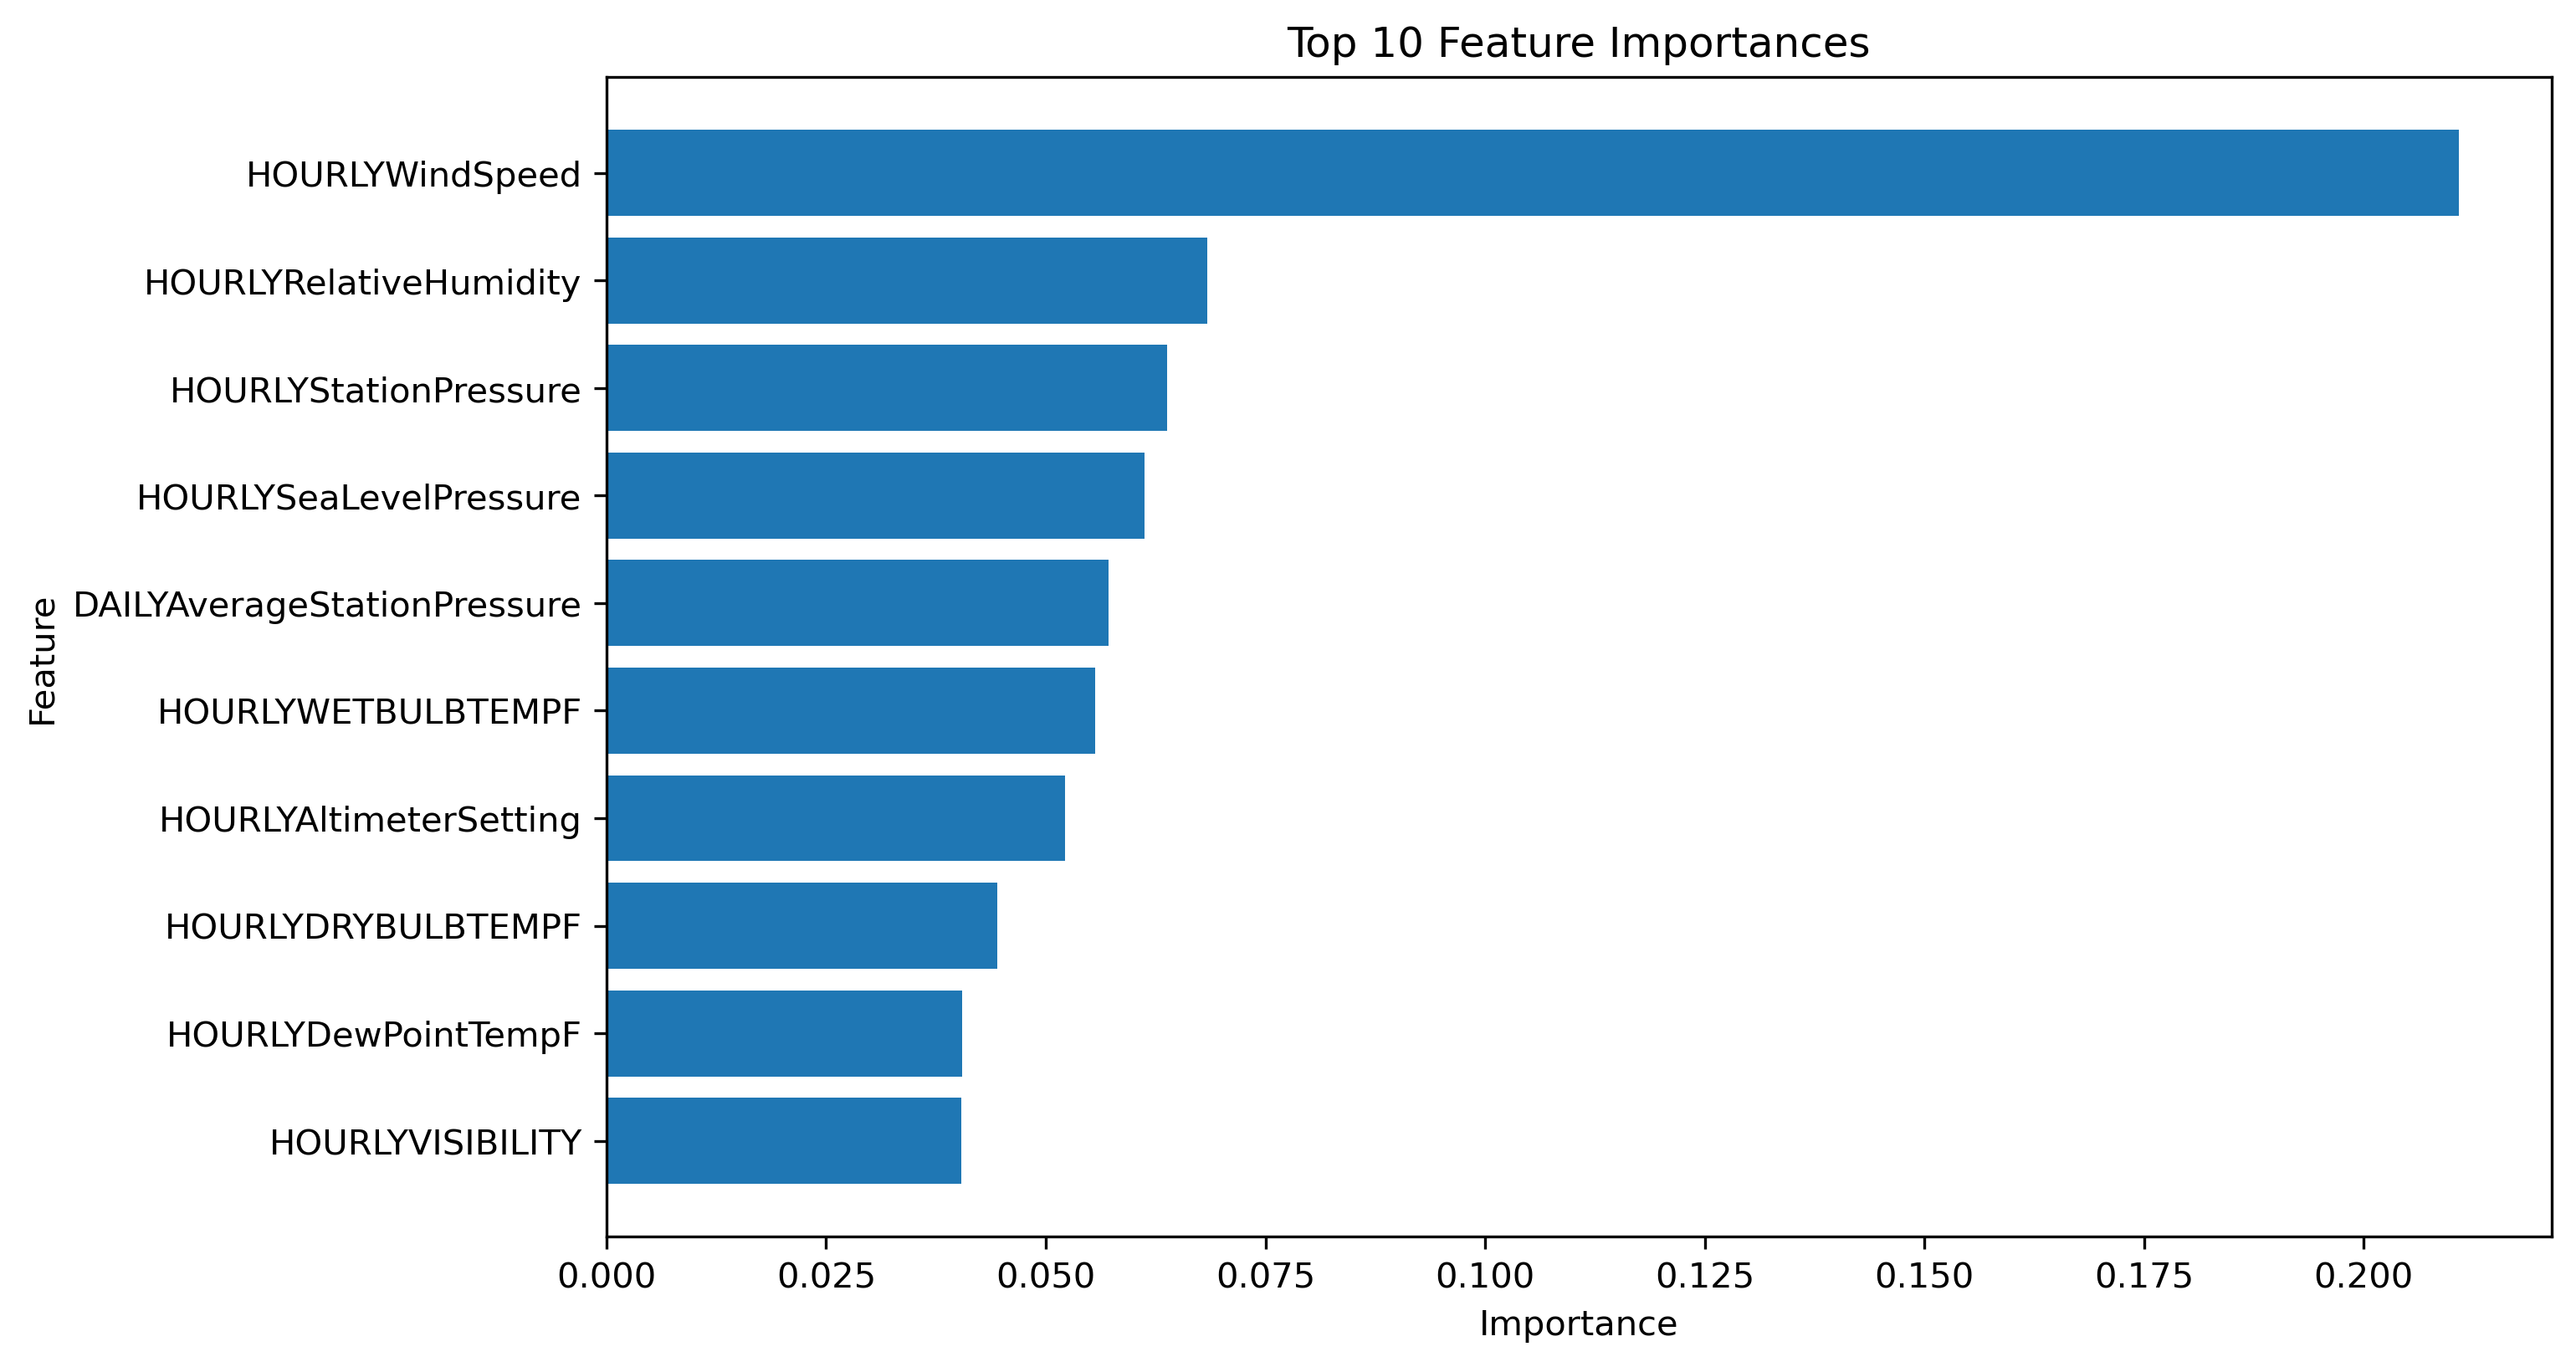 Top 10 Feature Importances
Feature
HOURLYWindSpeed
HOURLYRelativeHumidity
HOURLYStationPressure
HOURLYSeaLevelPressure
DAILYAverageStationPressure
HOURLYWETBULBTEMPF
HOURLYAltimeterSetting
HOURLYDRYBULBTEMPF
HOURLYDewPointTempF
HOURLYVISIBILITY
0.000 0.025 0.050 0.075 0.100 0.125 0.150 0.175 0.200
Importance